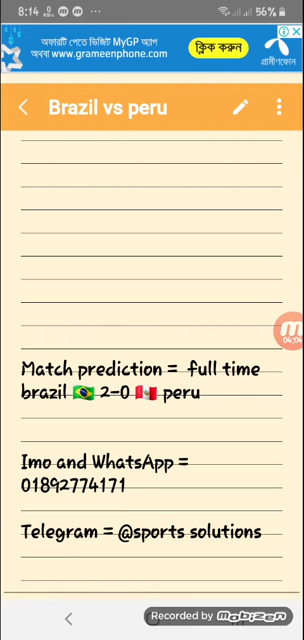 8:14
56%
অফারটি পেতে ভিজিট MyGP অ্যাপ
অথবা www.grameenphone.com
ক্লিক করুন
গ্রামীণফোন
Brazil vs peru
04:04
Match prediction = full time
brazil 🇧🇷 2-0 🇵🇪 peru
Imo and WhatsApp =
01892774171
Telegram = @sports solutions
Recorded by MOBIZEN